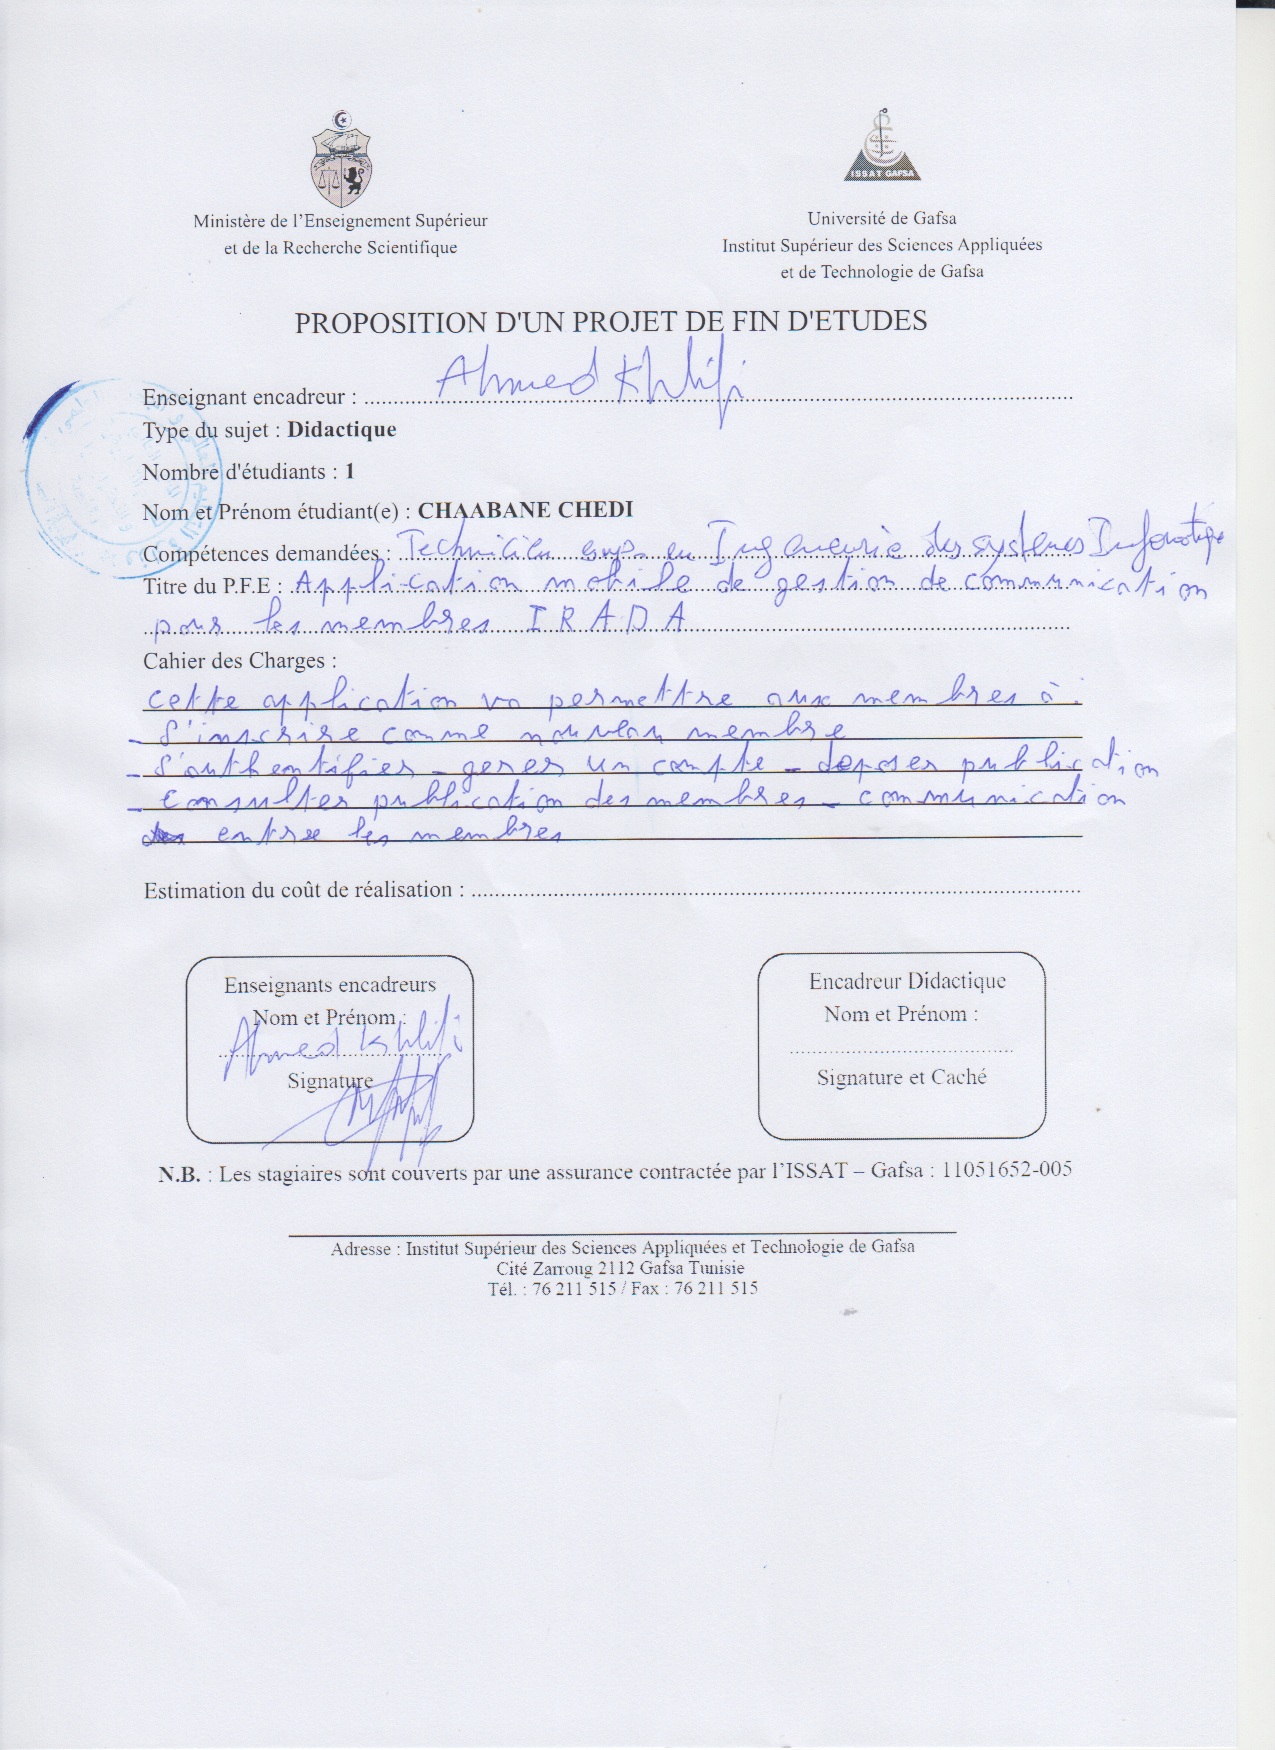 ISSAT GAFSA
Ministère de l'Enseignement Supérieur
et de la Recherche Scientifique
Université de Gafsa
Institut Supérieur des Sciences Appliquées
et de Technologie de Gafsa
PROPOSITION D'UN PROJET DE FIN D'ETUDES
Enseignant encadreur : Ahmed Khlifi
Type du sujet : Didactique
Nombre d'étudiants : 1
Nom et Prénom étudiant(e) : CHAABANE CHEDI
Compétences demandées : Technicien sup. en Ingénieurie des systèmes Informatique
Titre du P.F.E : Application mobile de gestion de communication
pour les membres IRADA
Cahier des Charges :
cette application va permettre aux membres à :
- S'inscrire comme nouveau membre
- S'authentifier - gerer un compte - deposer publication
- Consulter publication des membres - communication
entre les membres
Estimation du coût de réalisation :
Enseignants encadreurs
Nom et Prénom :
Ahmed Khlifi
Signature
Encadreur Didactique
Nom et Prénom :
Signature et Caché
N.B. : Les stagiaires sont couverts par une assurance contractée par l'ISSAT – Gafsa : 11051652-005
Adresse : Institut Supérieur des Sciences Appliquées et Technologie de Gafsa
Cité Zarroug 2112 Gafsa Tunisie
Tél. : 76 211 515 / Fax : 76 211 515